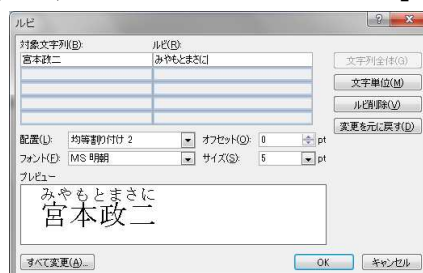 ルビ
対象文字列(B): ルビ(R):
宮本政二 みやもとまさに
文字列全体(G)
文字単位(M)
ルビ解除(V)
変更を元に戻す(D)
配置(L): 均等割り付け 2 オフセット(O): 0 pt
フォント(F): MS 明朝 サイズ(S): 5 pt
プレビュー
みやもとまさに
宮本政二
すべて変更(A)... OK キャンセル